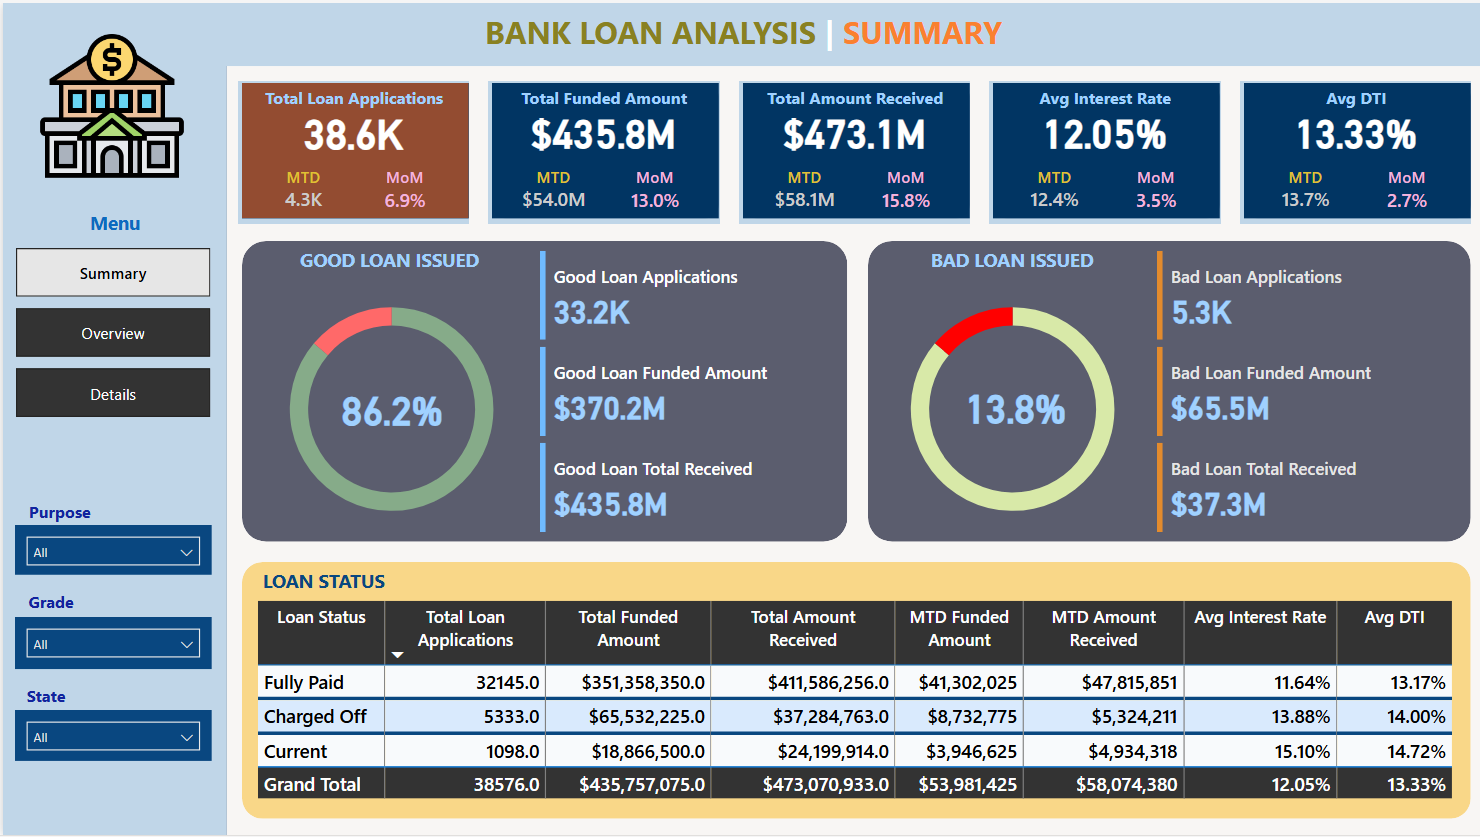 BANK LOAN ANALYSIS | SUMMARY
$
Menu
Summary
Overview
Details
Purpose
All
Grade
All
State
All
Total Loan Applications
38.6K
MTD MoM
4.3K 6.9%
Total Funded Amount
$435.8M
MTD MoM
$54.0M 13.0%
Total Amount Received
$473.1M
MTD MoM
$58.1M 15.8%
Avg Interest Rate
12.05%
MTD MoM
12.4% 3.5%
Avg DTI
13.33%
MTD MoM
13.7% 2.7%
GOOD LOAN ISSUED
86.2%
Good Loan Applications
33.2K
Good Loan Funded Amount
$370.2M
Good Loan Total Received
$435.8M
BAD LOAN ISSUED
13.8%
Bad Loan Applications
5.3K
Bad Loan Funded Amount
$65.5M
Bad Loan Total Received
$37.3M
LOAN STATUS
Loan Status Total Loan Applications Total Funded Amount Total Amount Received MTD Funded Amount MTD Amount Received Avg Interest Rate Avg DTI
Fully Paid 32145.0 $351,358,350.0 $411,586,256.0 $41,302,025 $47,815,851 11.64% 13.17%
Charged Off 5333.0 $65,532,225.0 $37,284,763.0 $8,732,775 $5,324,211 13.88% 14.00%
Current 1098.0 $18,866,500.0 $24,199,914.0 $3,946,625 $4,934,318 15.10% 14.72%
Grand Total 38576.0 $435,757,075.0 $473,070,933.0 $53,981,425 $58,074,380 12.05% 13.33%